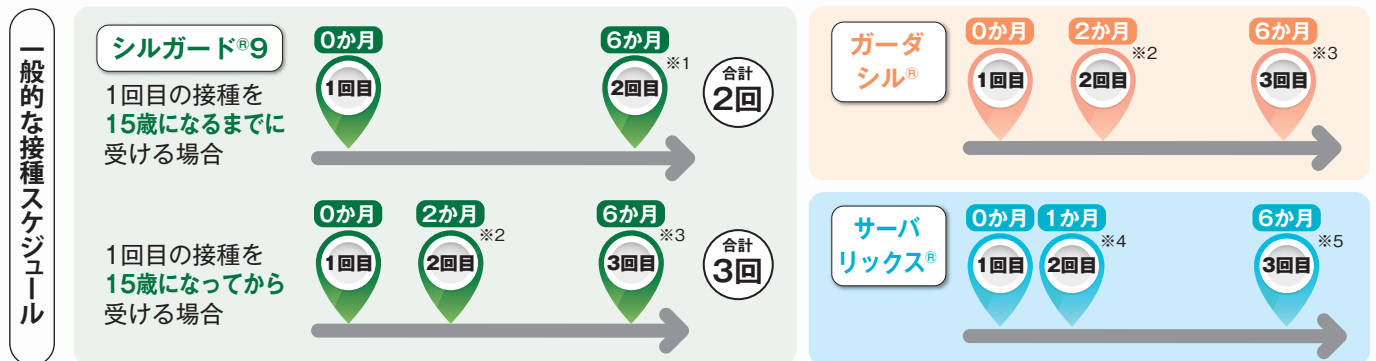 一般的な接種スケジュール
シルガード®9
1回目の接種を
15歳になるまでに
受ける場合
0か月
1回目
6か月
※1
2回目
合計
2回
1回目の接種を
15歳になってから
受ける場合
0か月
1回目
2か月
※2
2回目
6か月
※3
3回目
合計
3回
ガーダ
シル®
0か月
1回目
2か月
※2
2回目
6か月
※3
3回目
サーバ
リックス®
0か月
1回目
1か月
※4
2回目
6か月
※5
3回目